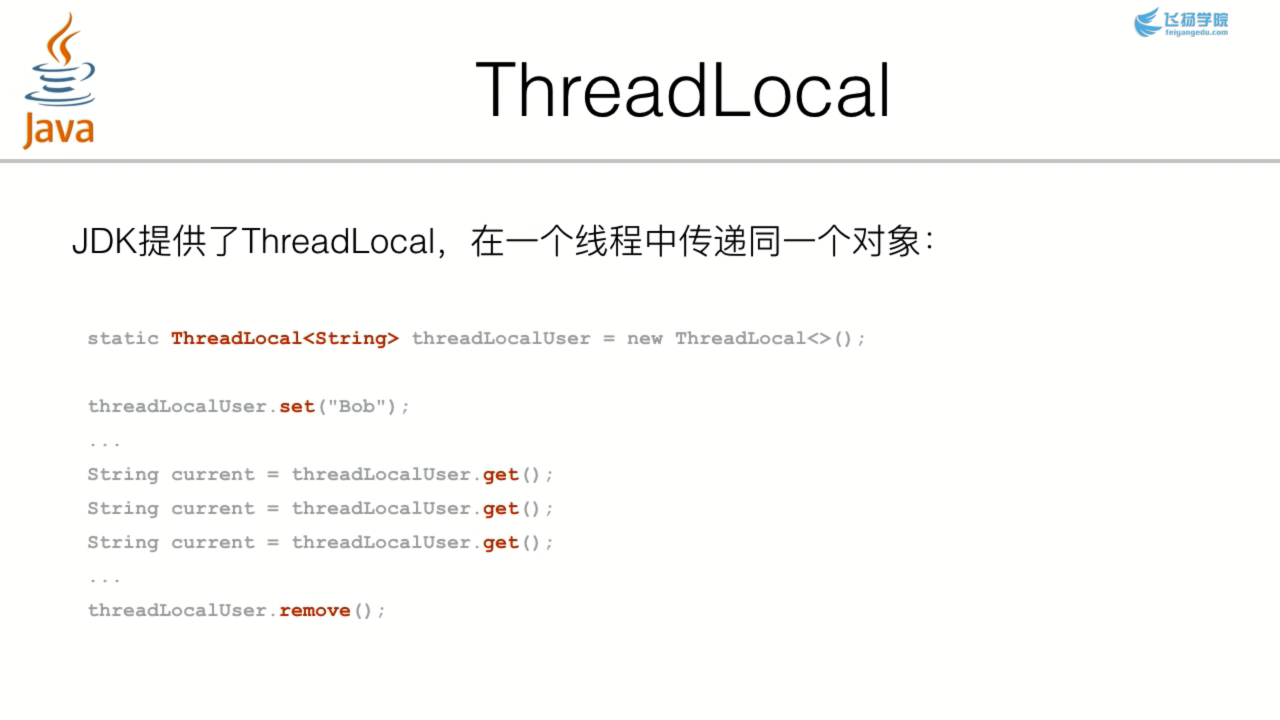 飞扬学院
feiyangedu.com
Java
ThreadLocal
JDK提供了ThreadLocal，在一个线程中传递同一个对象：
static ThreadLocal<String> threadLocalUser = new ThreadLocal<>();
threadLocalUser.set("Bob");
...
String current = threadLocalUser.get();
String current = threadLocalUser.get();
String current = threadLocalUser.get();
...
threadLocalUser.remove();